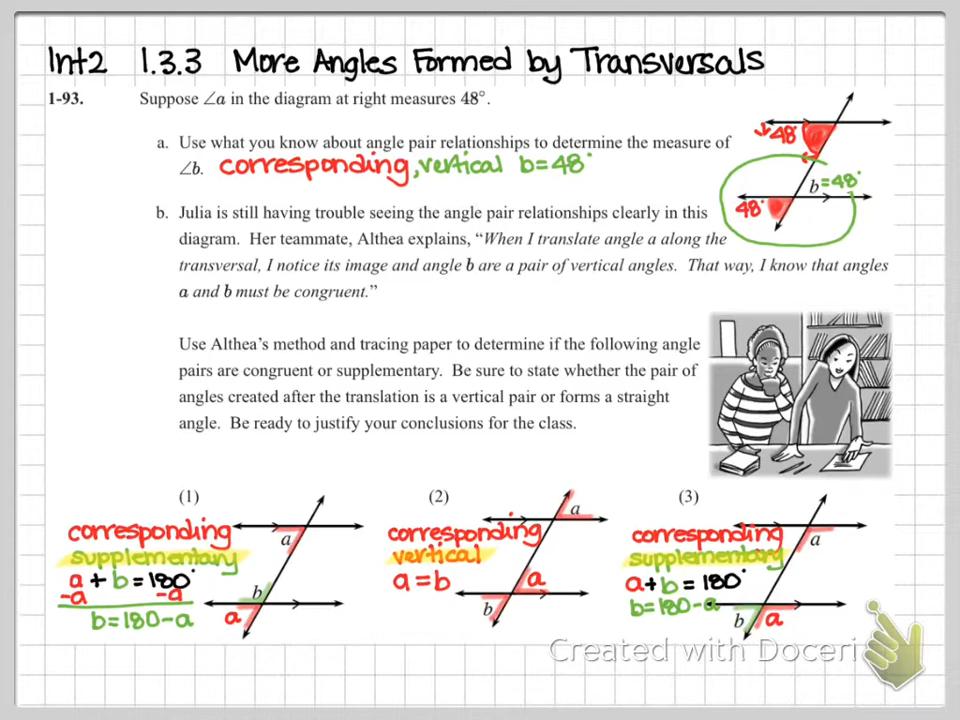 Int2 1.3.3 More Angles Formed by Transversals
1-93. Suppose ∠a in the diagram at right measures 48°.
48°
a. Use what you know about angle pair relationships to determine the measure of
∠b. corresponding, vertical b=48°
b=48°
48°
b. Julia is still having trouble seeing the angle pair relationships clearly in this
diagram. Her teammate, Althea explains, “When I translate angle a along the
transversal, I notice its image and angle b are a pair of vertical angles. That way, I know that angles
a and b must be congruent.”
Use Althea’s method and tracing paper to determine if the following angle
pairs are congruent or supplementary. Be sure to state whether the pair of
angles created after the translation is a vertical pair or forms a straight
angle. Be ready to justify your conclusions for the class.
(1)
corresponding
supplementary
a + b = 180°
-a -a
b=180-a
a
b
a
(2)
corresponding
vertical
a = b
a
a
b
(3)
corresponding
supplementary
a+b = 180°
b=180-a
a
b
a
Created with Doceri